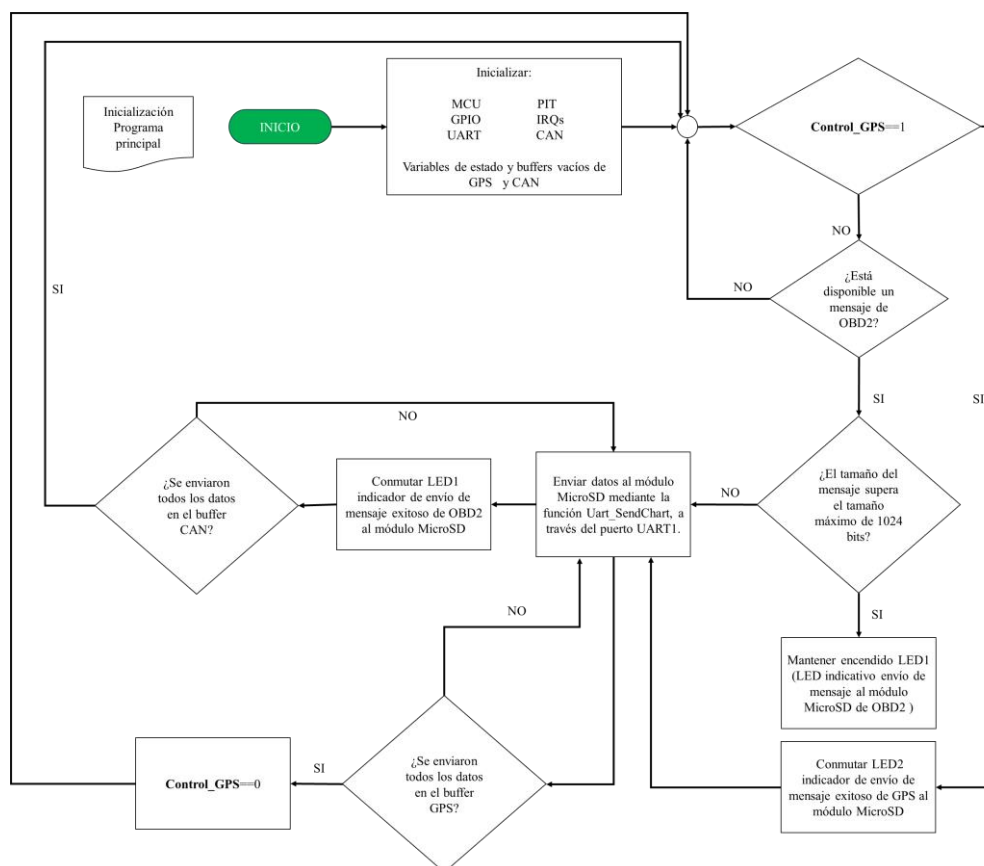 Inicialización
Programa
principal
INICIO
Inicializar:
MCU PIT
GPIO IRQs
UART CAN
Variables de estado y buffers vacíos de
GPS y CAN
Control_GPS==1
NO
¿Está
disponible un
mensaje de
OBD2?
NO
SI
SI
SI
¿El tamaño del
mensaje supera
el tamaño
máximo de 1024
bits?
NO
SI
Mantener encendido LED1
(LED indicativo envío de
mensaje al módulo
MicroSD de OBD2 )
Enviar datos al módulo
MicroSD mediante la
función Uart_SendChart, a
través del puerto UART1.
Conmutar LED1
indicador de envío de
mensaje exitoso de OBD2
al módulo MicroSD
NO
¿Se enviaron
todos los datos
en el buffer
CAN?
NO
¿Se enviaron
todos los datos
en el buffer
GPS?
SI
Control_GPS==0
Conmutar LED2
indicador de envío de
mensaje exitoso de GPS al
módulo MicroSD